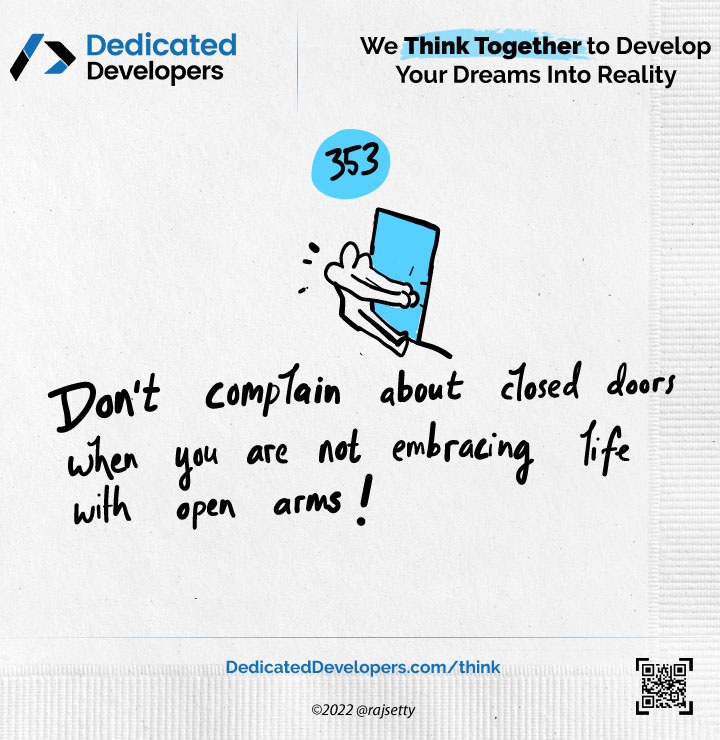 Dedicated
Developers
We Think Together to Develop
Your Dreams Into Reality
353
Don't complain about closed doors
when you are not embracing life
with open arms!
DedicatedDevelopers.com/think
©2022 @rajsetty